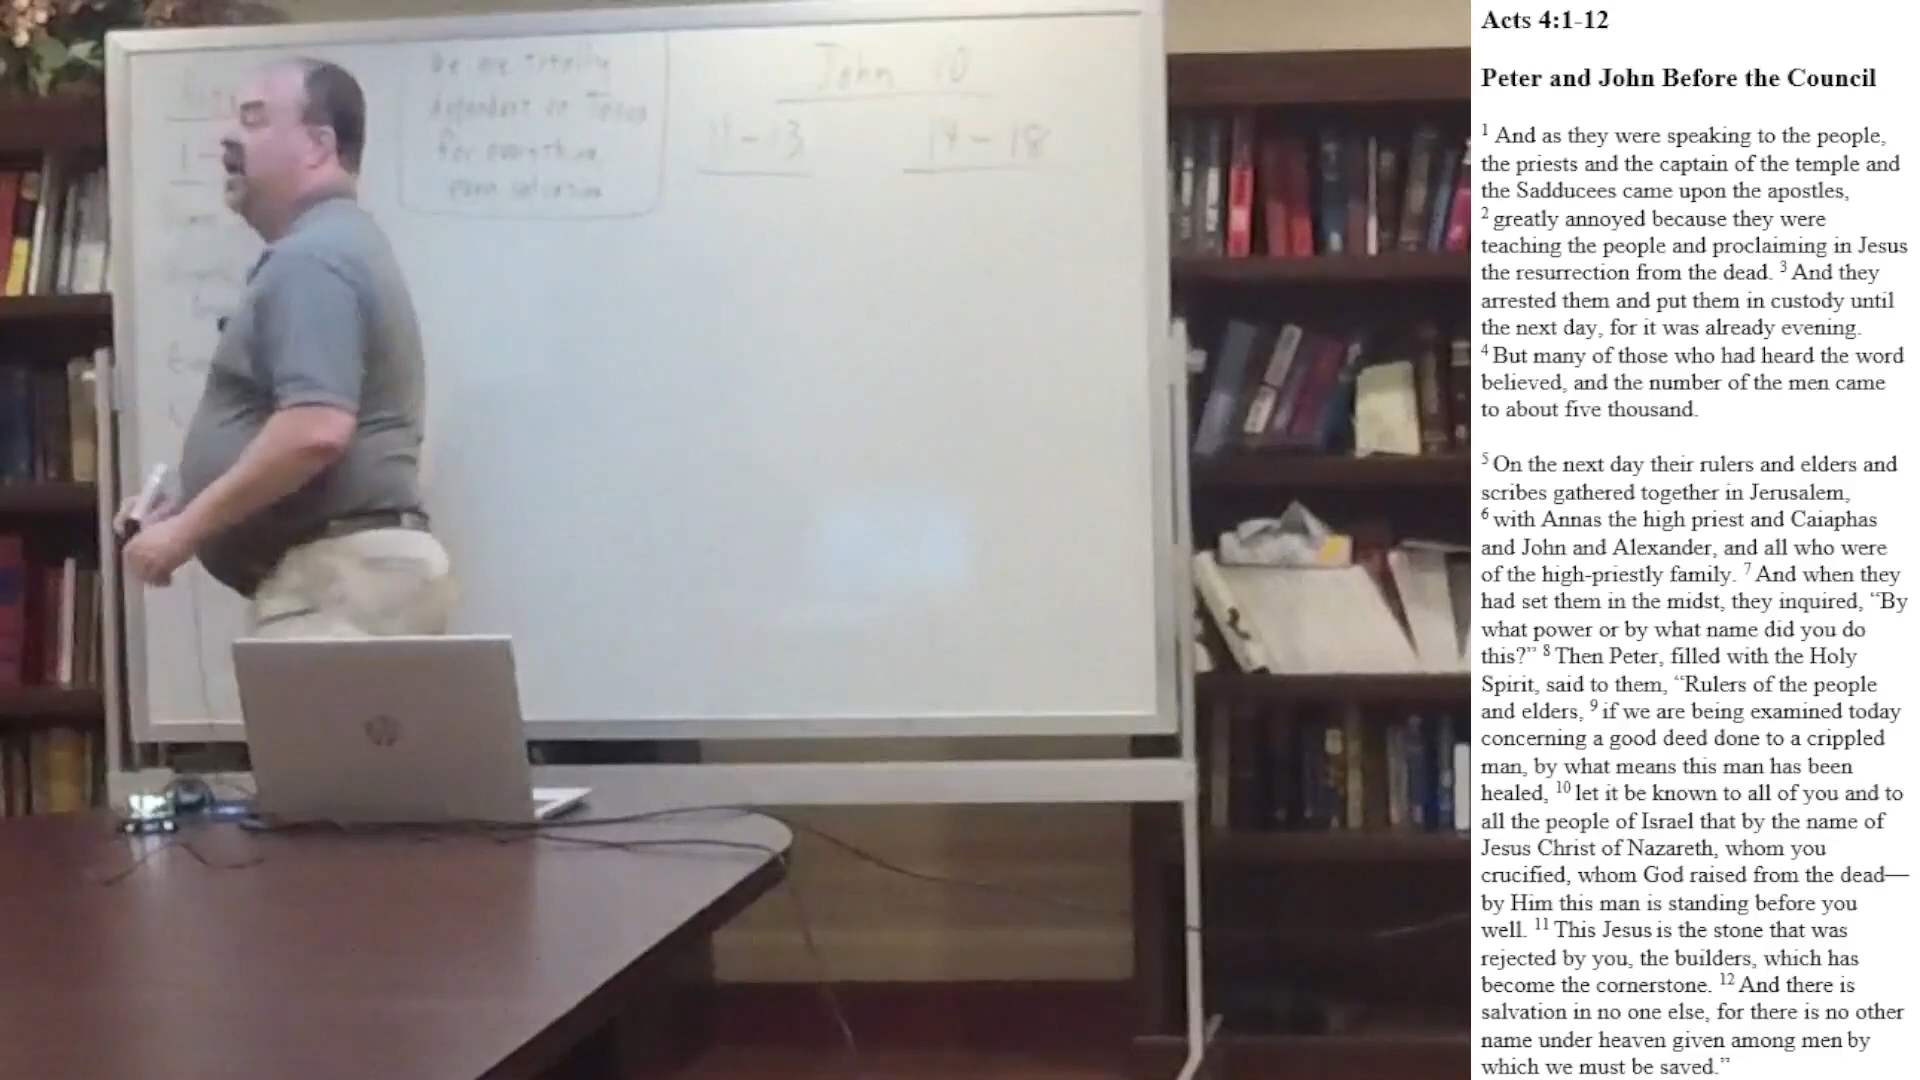 We are totally
dependent on Jesus
for everything,
even salvation
John 10
11-13
14-18
hp
Acts 4:1-12
Peter and John Before the Council
1 And as they were speaking to the people,
the priests and the captain of the temple and
the Sadducees came upon the apostles,
2 greatly annoyed because they were
teaching the people and proclaiming in Jesus
the resurrection from the dead. 3 And they
arrested them and put them in custody until
the next day, for it was already evening.
4 But many of those who had heard the word
believed, and the number of the men came
to about five thousand.
5 On the next day their rulers and elders and
scribes gathered together in Jerusalem,
6 with Annas the high priest and Caiaphas
and John and Alexander, and all who were
of the high-priestly family. 7 And when they
had set them in the midst, they inquired, “By
what power or by what name did you do
this?” 8 Then Peter, filled with the Holy
Spirit, said to them, “Rulers of the people
and elders, 9 if we are being examined today
concerning a good deed done to a crippled
man, by what means this man has been
healed, 10 let it be known to all of you and to
all the people of Israel that by the name of
Jesus Christ of Nazareth, whom you
crucified, whom God raised from the dead—
by Him this man is standing before you
well. 11 This Jesus is the stone that was
rejected by you, the builders, which has
become the cornerstone. 12 And there is
salvation in no one else, for there is no other
name under heaven given among men by
which we must be saved.”